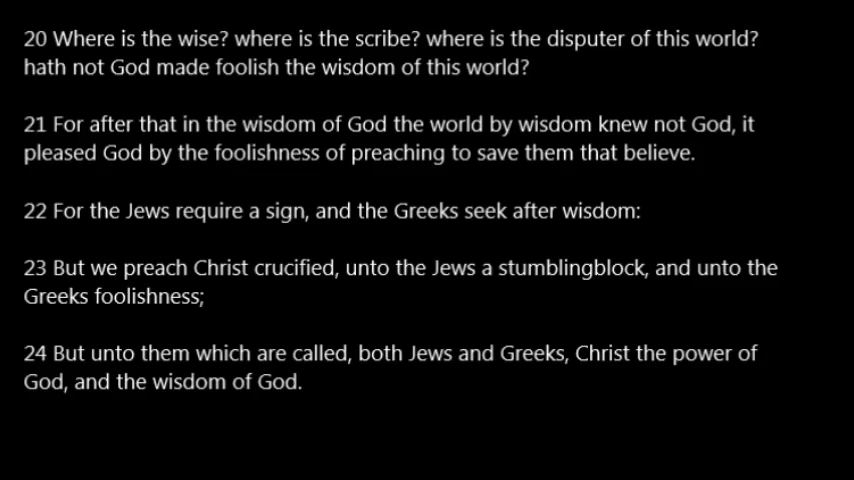 20 Where is the wise? where is the scribe? where is the disputer of this world?
hath not God made foolish the wisdom of this world?
21 For after that in the wisdom of God the world by wisdom knew not God, it
pleased God by the foolishness of preaching to save them that believe.
22 For the Jews require a sign, and the Greeks seek after wisdom:
23 But we preach Christ crucified, unto the Jews a stumblingblock, and unto the
Greeks foolishness;
24 But unto them which are called, both Jews and Greeks, Christ the power of
God, and the wisdom of God.